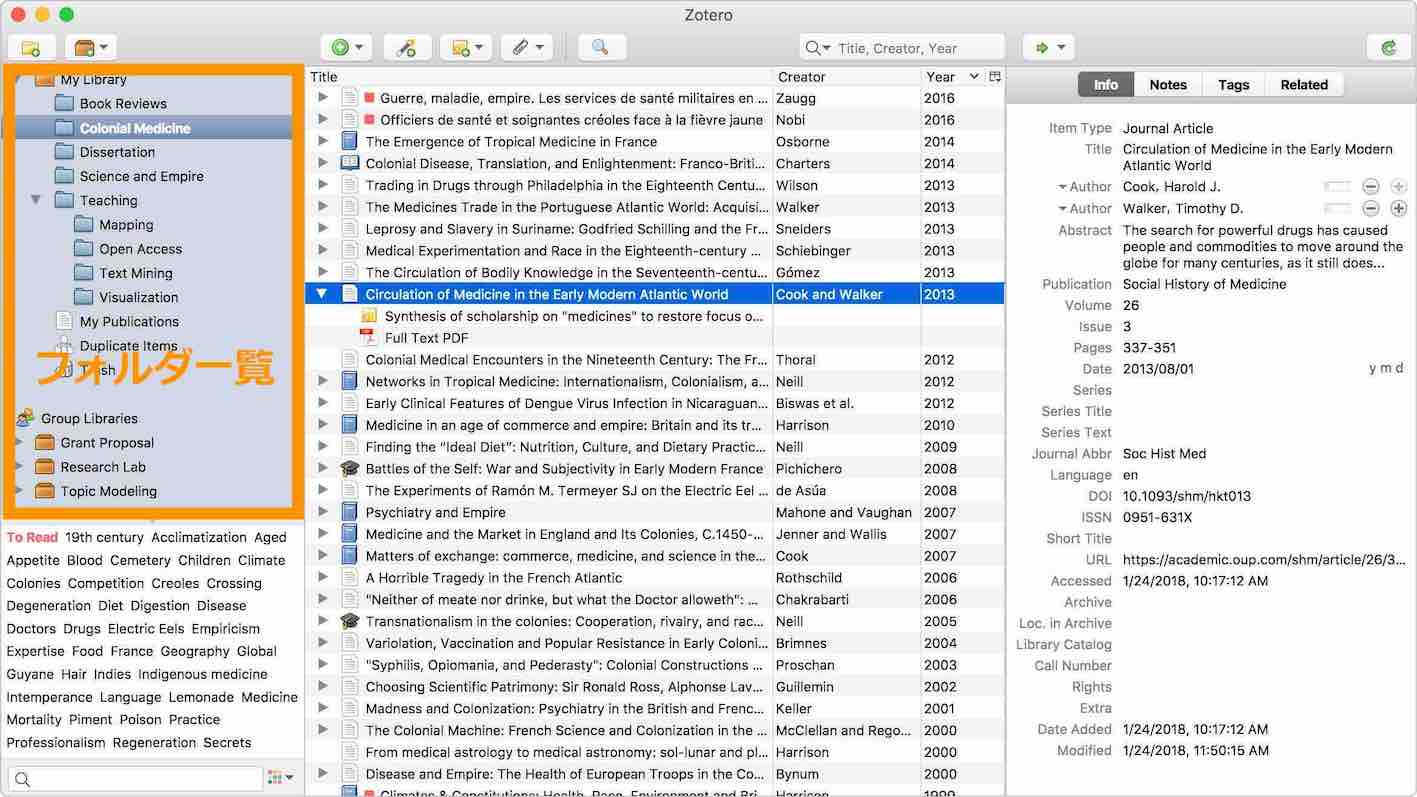 Zotero
Title, Creator, Year
My Library
Book Reviews
Colonial Medicine
Dissertation
Science and Empire
Teaching
Mapping
Open Access
Text Mining
Visualization
My Publications
Duplicate Items
Trash
フォルダ一覧
Group Libraries
Grant Proposal
Research Lab
Topic Modeling
To Read 19th century Acclimatization Aged
Appetite Blood Cemetery Children Climate
Colonies Competition Creoles Crossing
Degeneration Diet Digestion Disease
Doctors Drugs Electric Eels Empiricism
Expertise Food France Geography Global
Guyane Hair Indies Indigenous medicine
Intemperance Language Lemonade Medicine
Mortality Piment Poison Practice
Professionalism Regeneration Secrets
Title Creator Year
Guerre, maladie, empire. Les services de santé militaires en ... Zaugg 2016
Officiers de santé et soignantes créoles face à la fièvre jaune Nobi 2016
The Emergence of Tropical Medicine in France Osborne 2014
Colonial Disease, Translation, and Enlightenment: Franco-Briti... Charters 2014
Trading in Drugs through Philadelphia in the Eighteenth Centu... Wilson 2013
The Medicines Trade in the Portuguese Atlantic World: Acquisi... Walker 2013
Leprosy and Slavery in Suriname: Godfried Schilling and the Fr... Sneiders 2013
Medical Experimentation and Race in the Eighteenth-century ... Schiebinger 2013
The Circulation of Bodily Knowledge in the Seventeenth-centu... Gómez 2013
Circulation of Medicine in the Early Modern Atlantic World Cook and Walker 2013
Synthesis of scholarship on "medicines" to restore focus o...
Full Text PDF
Colonial Medical Encounters in the Nineteenth Century: The Fr... Thoral 2012
Networks in Tropical Medicine: Internationalism, Colonialism, a... Neill 2012
Early Clinical Features of Dengue Virus Infection in Nicaraguan... Biswas et al. 2012
Medicine in an age of commerce and empire: Britain and its tr... Harrison 2010
Finding the “Ideal Diet”: Nutrition, Culture, and Dietary Practic... Neill 2009
Battles of the Self: War and Subjectivity in Early Modern France Pichichero 2008
The Experiments of Ramón M. Termeyer SJ on the Electric Eel ... de Asúa 2008
Psychiatry and Empire Mahone and Vaughan 2007
Medicine and the Market in England and Its Colonies, C.1450-... Jenner and Wallis 2007
Matters of exchange: commerce, medicine, and science in the... Cook 2007
A Horrible Tragedy in the French Atlantic Rothschild 2006
"Neither of meate nor drinke, but what the Doctor alloweth": ... Chakrabarti 2006
Transnationalism in the colonies: Cooperation, rivalry, and rac... Neill 2005
Variolation, Vaccination and Popular Resistance in Early Coloni... Brimnes 2004
"Syphilis, Opiomania, and Pederasty": Colonial Constructions ... Proschan 2003
Choosing Scientific Patrimony: Sir Ronald Ross, Alphonse Lav... Guillemin 2002
Madness and Colonization: Psychiatry in the British and Frenc... Keller 2001
The Colonial Machine: French Science and Colonization in the ... McClellan and Rego... 2000
From medical astrology to medical astronomy: sol-lunar and pl... Harrison 2000
Disease and Empire: The Health of European Troops in the Co... Bynum 2000
Climates & Constitutions: Health, Race, Environment and Bri... Harrison 1999
Info Notes Tags Related
Item Type Journal Article
Title Circulation of Medicine in the Early Modern
Atlantic World
Author Cook, Harold J.
Author Walker, Timothy D.
Abstract The search for powerful drugs has caused
people and commodities to move around the
globe for many centuries, as it still does...
Publication Social History of Medicine
Volume 26
Issue 3
Pages 337-351
Date 2013/08/01 y m d
Series
Series Title
Series Text
Journal Abbr Soc Hist Med
Language en
DOI 10.1093/shm/hkt013
ISSN 0951-631X
Short Title
URL https://academic.oup.com/shm/article/26/3...
Accessed 1/24/2018, 10:17:12 AM
Archive
Loc. in Archive
Library Catalog
Call Number
Rights
Extra
Date Added 1/24/2018, 10:17:12 AM
Modified 1/24/2018, 11:50:15 AM